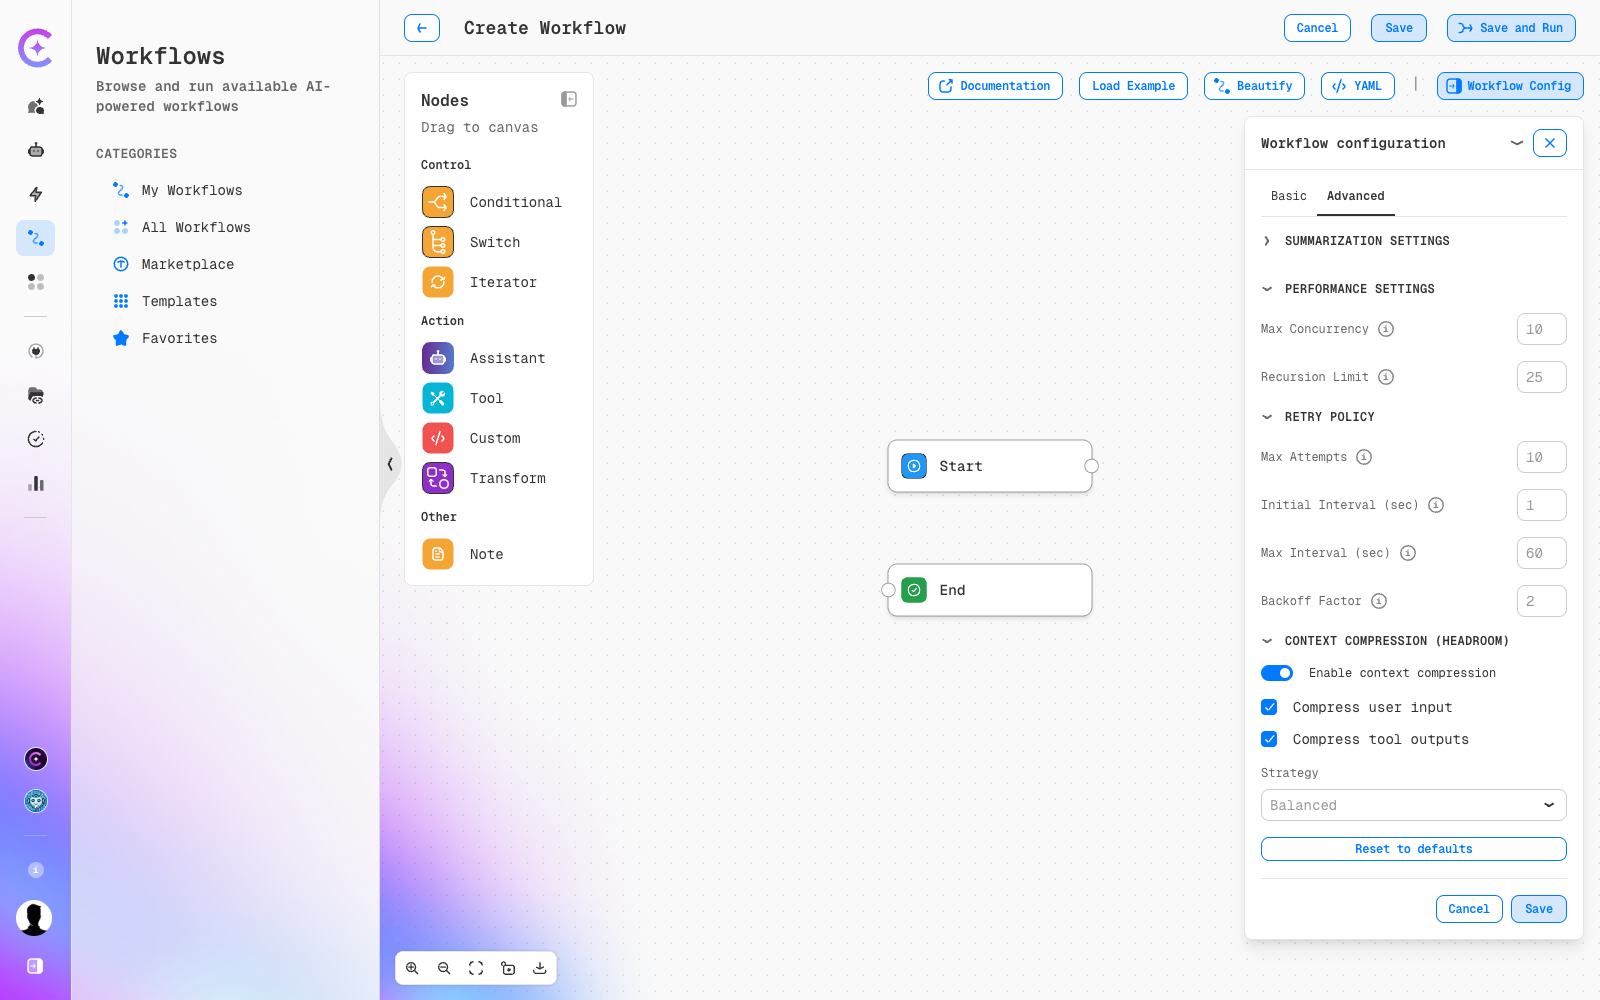 Workflows
Browse and run available AI-
powered workflows
CATEGORIES
My Workflows
All Workflows
Marketplace
Templates
Favorites
Create Workflow
Cancel
Save
Save and Run
Nodes
Drag to canvas
Control
Conditional
Switch
Iterator
Action
Assistant
Tool
Custom
Transform
Other
Note
Documentation
Load Example
Beautify
YAML
Workflow Config
Start
End
Workflow configuration
Basic
Advanced
SUMMARIZATION SETTINGS
PERFORMANCE SETTINGS
Max Concurrency
10
Recursion Limit
25
RETRY POLICY
Max Attempts
10
Initial Interval (sec)
1
Max Interval (sec)
60
Backoff Factor
2
CONTEXT COMPRESSION (HEADROOM)
Enable context compression
Compress user input
Compress tool outputs
Strategy
Balanced
Reset to defaults
Cancel
Save